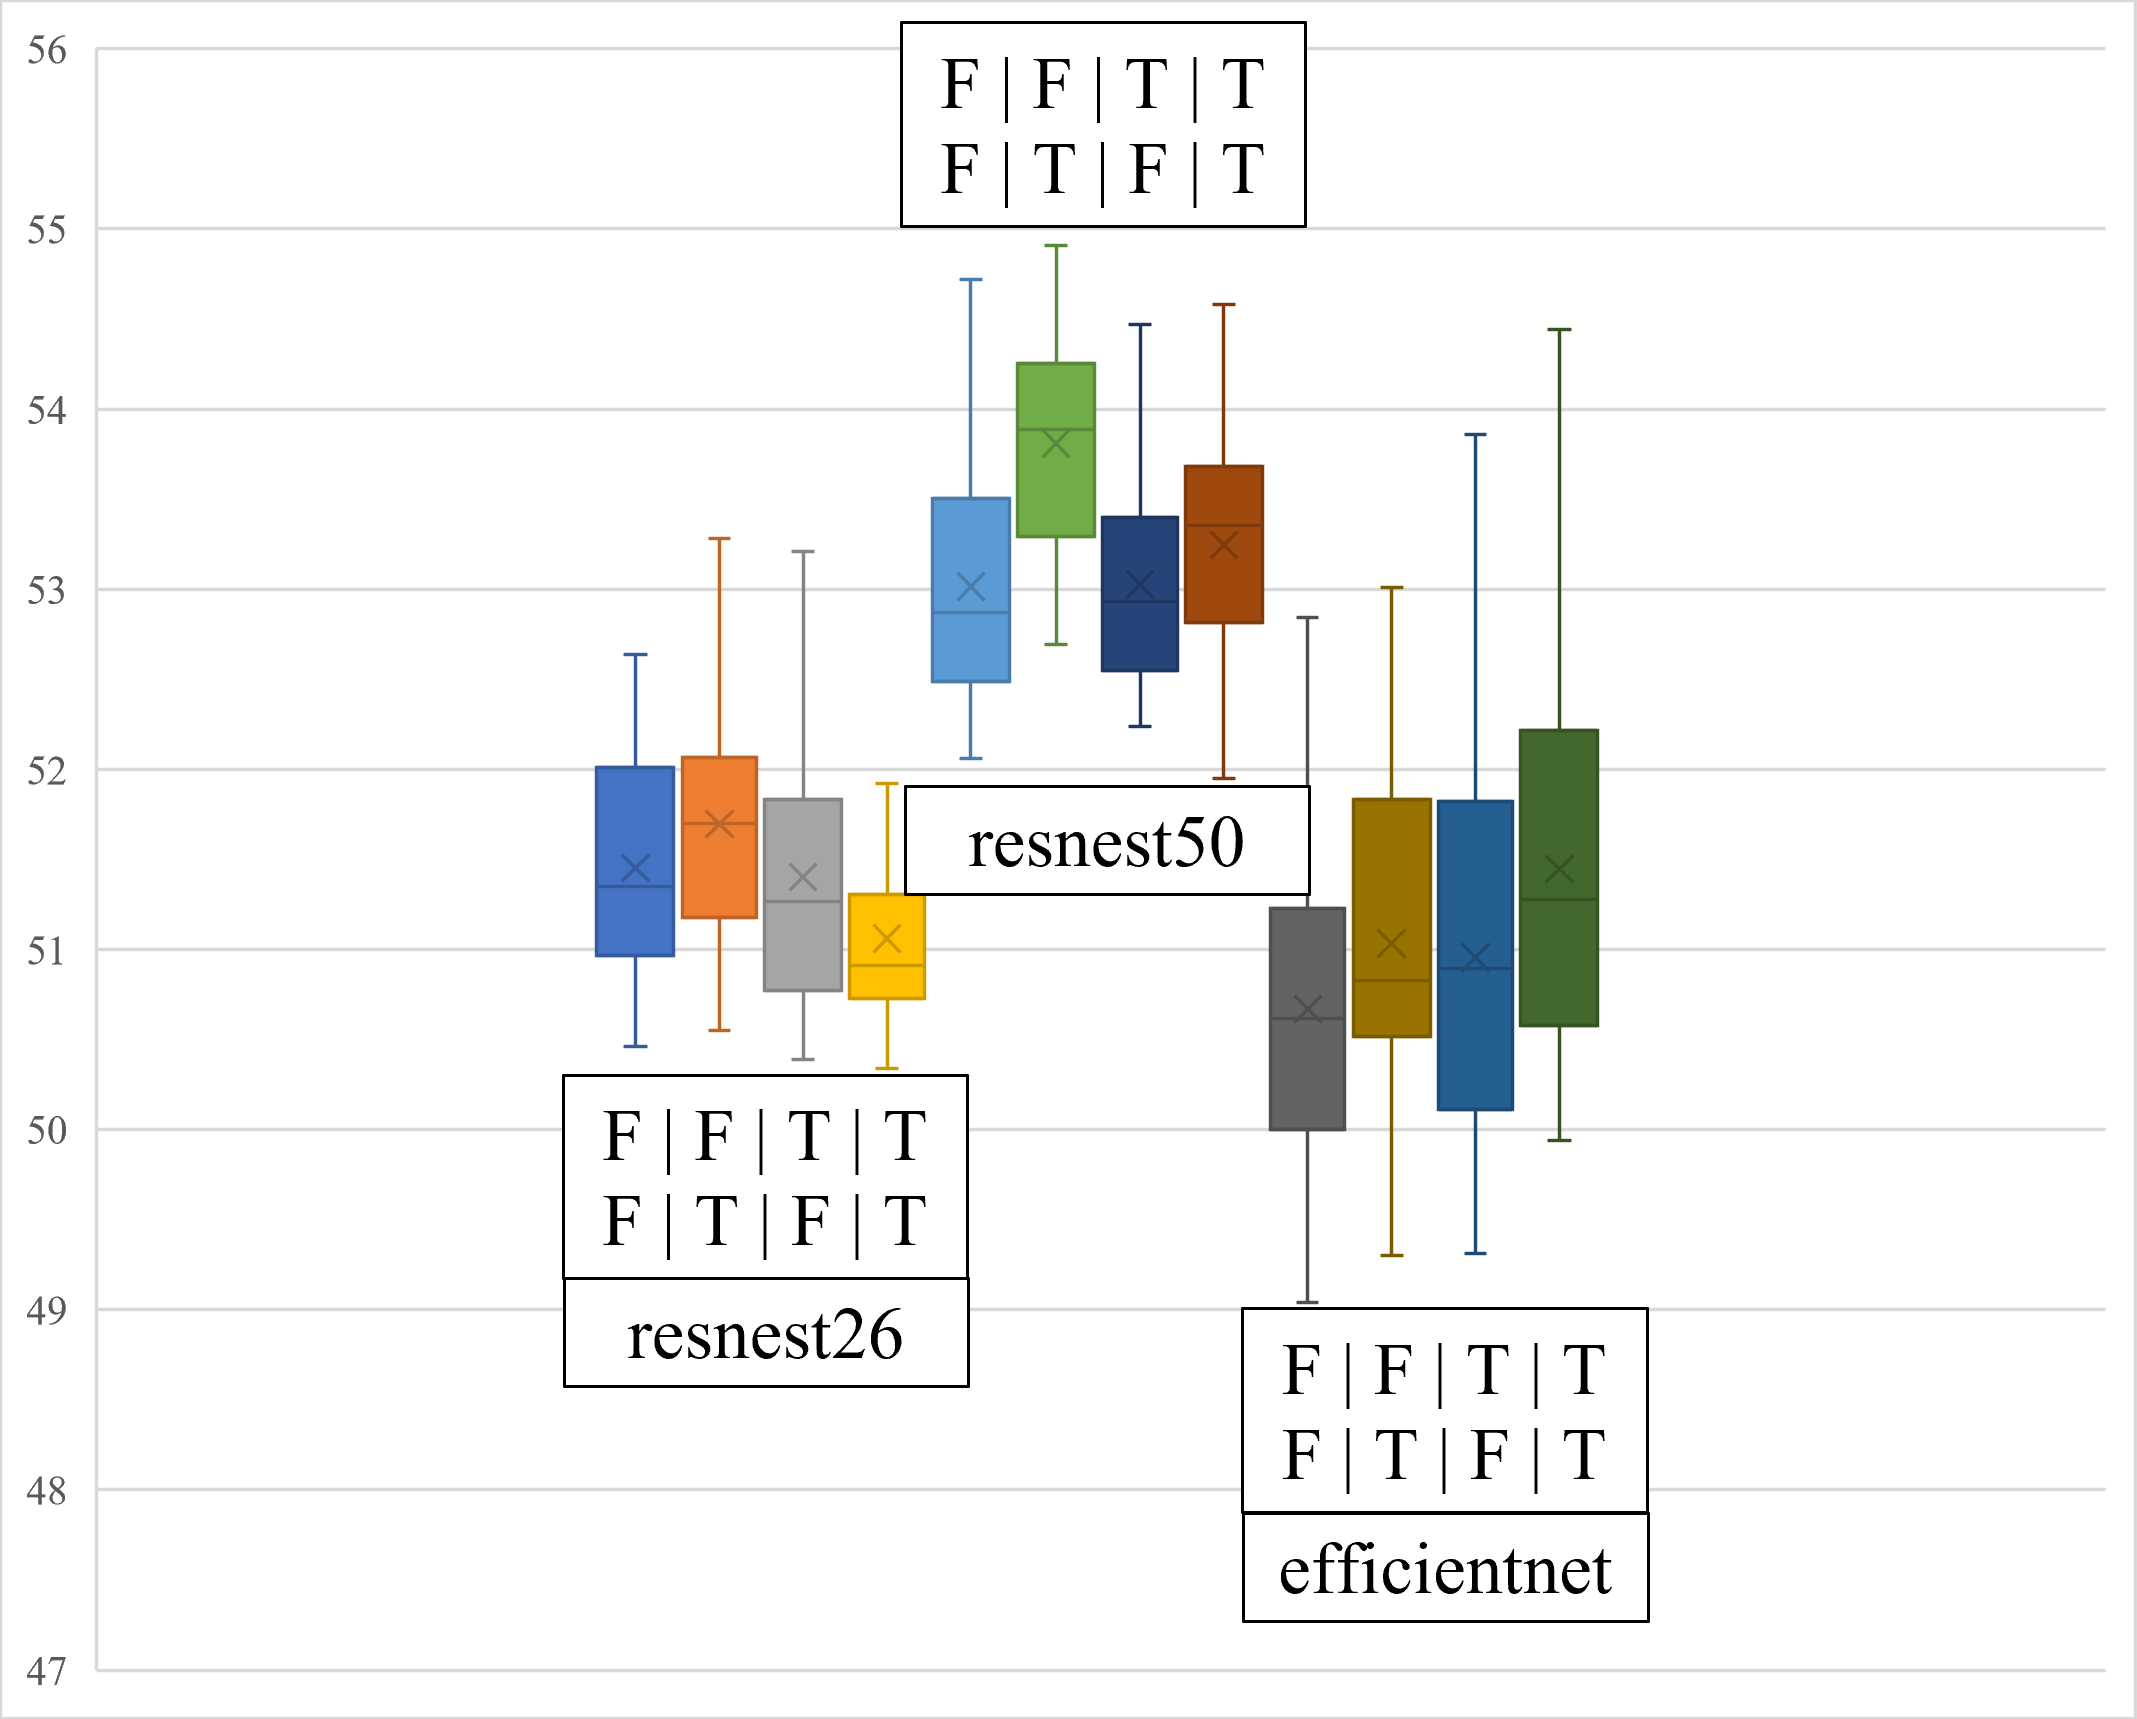 56
55
54
53
52
51
50
49
48
47
F | F | T | T
F | T | F | T
resnest50
F | F | T | T
F | T | F | T
resnest26
F | F | T | T
F | T | F | T
efficientnet